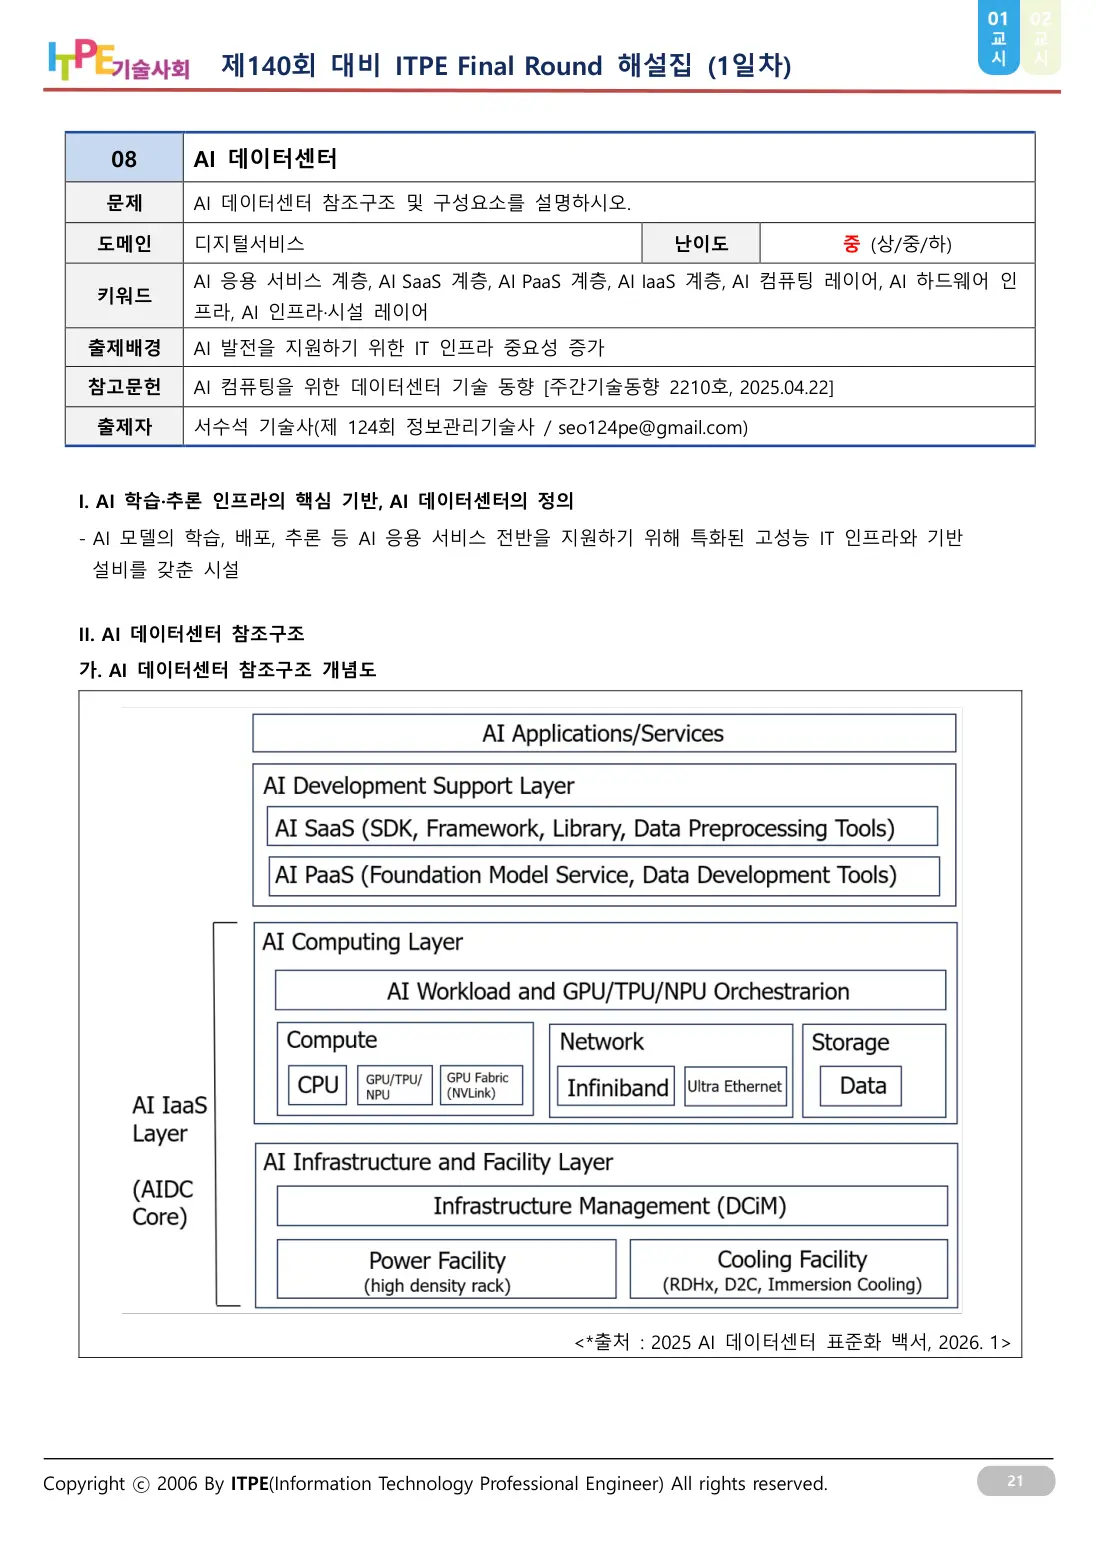 ITPE기술사회 제140회 대비 ITPE Final Round 해설집 (1일차)
01 교시
02 교시
08 AI 데이터센터
문제 AI 데이터센터 참조구조 및 구성요소를 설명하시오.
도메인 디지털서비스 난이도 중 (상/중/하)
키워드 AI 응용 서비스 계층, AI SaaS 계층, AI PaaS 계층, AI IaaS 계층, AI 컴퓨팅 레이어, AI 하드웨어 인
프라, AI 인프라·시설 레이어
출제배경 AI 발전을 지원하기 위한 IT 인프라 중요성 증가
참고문헌 AI 컴퓨팅을 위한 데이터센터 기술 동향 [주간기술동향 2210호, 2025.04.22]
출제자 서수석 기술사(제 124회 정보관리기술사 / seo124pe@gmail.com)
I. AI 학습·추론 인프라의 핵심 기반, AI 데이터센터의 정의
- AI 모델의 학습, 배포, 추론 등 AI 응용 서비스 전반을 지원하기 위해 특화된 고성능 IT 인프라와 기반
설비를 갖춘 시설
II. AI 데이터센터 참조구조
가. AI 데이터센터 참조구조 개념도
AI Applications/Services
AI Development Support Layer
AI SaaS (SDK, Framework, Library, Data Preprocessing Tools)
AI PaaS (Foundation Model Service, Data Development Tools)
AI Computing Layer
AI Workload and GPU/TPU/NPU Orchestrarion
Compute
CPU
GPU/TPU/
NPU
GPU Fabric
(NVLink)
Network
Infiniband
Ultra Ethernet
Storage
Data
AI IaaS
Layer
(AIDC
Core)
AI Infrastructure and Facility Layer
Infrastructure Management (DCiM)
Power Facility
(high density rack)
Cooling Facility
(RDHx, D2C, Immersion Cooling)
<*출처 : 2025 AI 데이터센터 표준화 백서, 2026. 1>
Copyright ⓒ 2006 By ITPE(Information Technology Professional Engineer) All rights reserved.
21